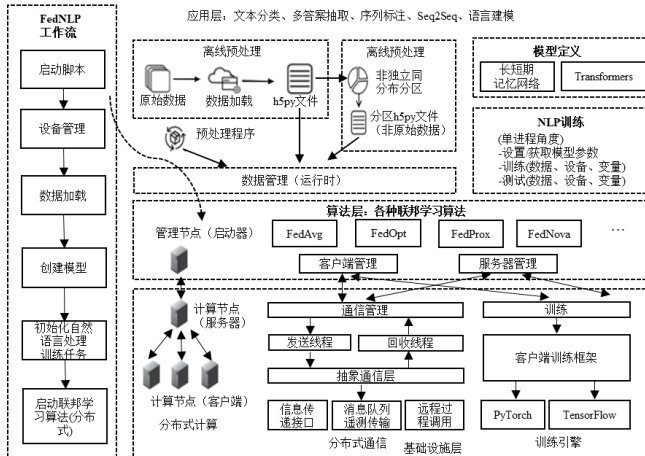 FedNLP
工作流
启动脚本
设备管理
数据加载
创建模型
初始化自然
语言处理
训练任务
启动联邦学
习算法(分布
式)
应用层：文本分类、多答案抽取、序列标注、Seq2Seq、语言建模
离线预处理
原始数据
数据加载
h5py文件
离线预处理
非独立同
分布分区
分区h5py文件
(非原始数据)
预处理程序
数据管理（运行时）
模型定义
长短期
记忆网络
Transformers
NLP训练
(单进程角度)
-设置/获取模型参数
-训练(数据、设备、变量)
-测试(数据、设备、变量)
算法层：各种联邦学习算法
管理节点（启动器）
FedAvg
FedOpt
FedProx
FedNova
…
客户端管理
服务器管理
计算节点
（服务器）
计算节点（客户端）
分布式计算
通信管理
发送线程
回收线程
抽象通信层
信息传
递接口
消息队列
遥测传输
远程过
程调用
分布式通信
基础设施层
训练
客户端训练框架
PyTorch
TensorFlow
训练引擎